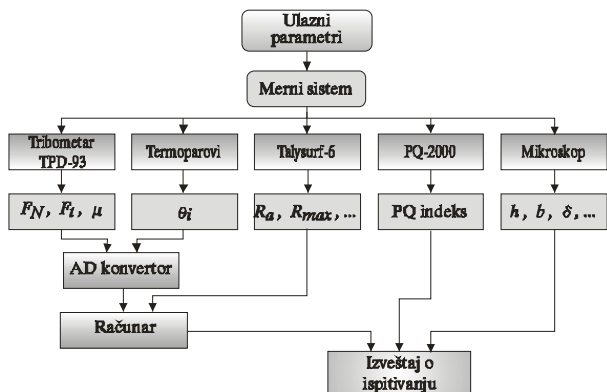 Ulazni
parametri
Merni sistem
Tribometar
TPD-93
Termoparovi
Talysurf-6
PQ-2000
Mikroskop
F_N, F_t, μ
θi
R_a, R_max,...
PQ indeks
h, b, δ,...
AD konvertor
Računar
Izveštaj o
ispitivanju